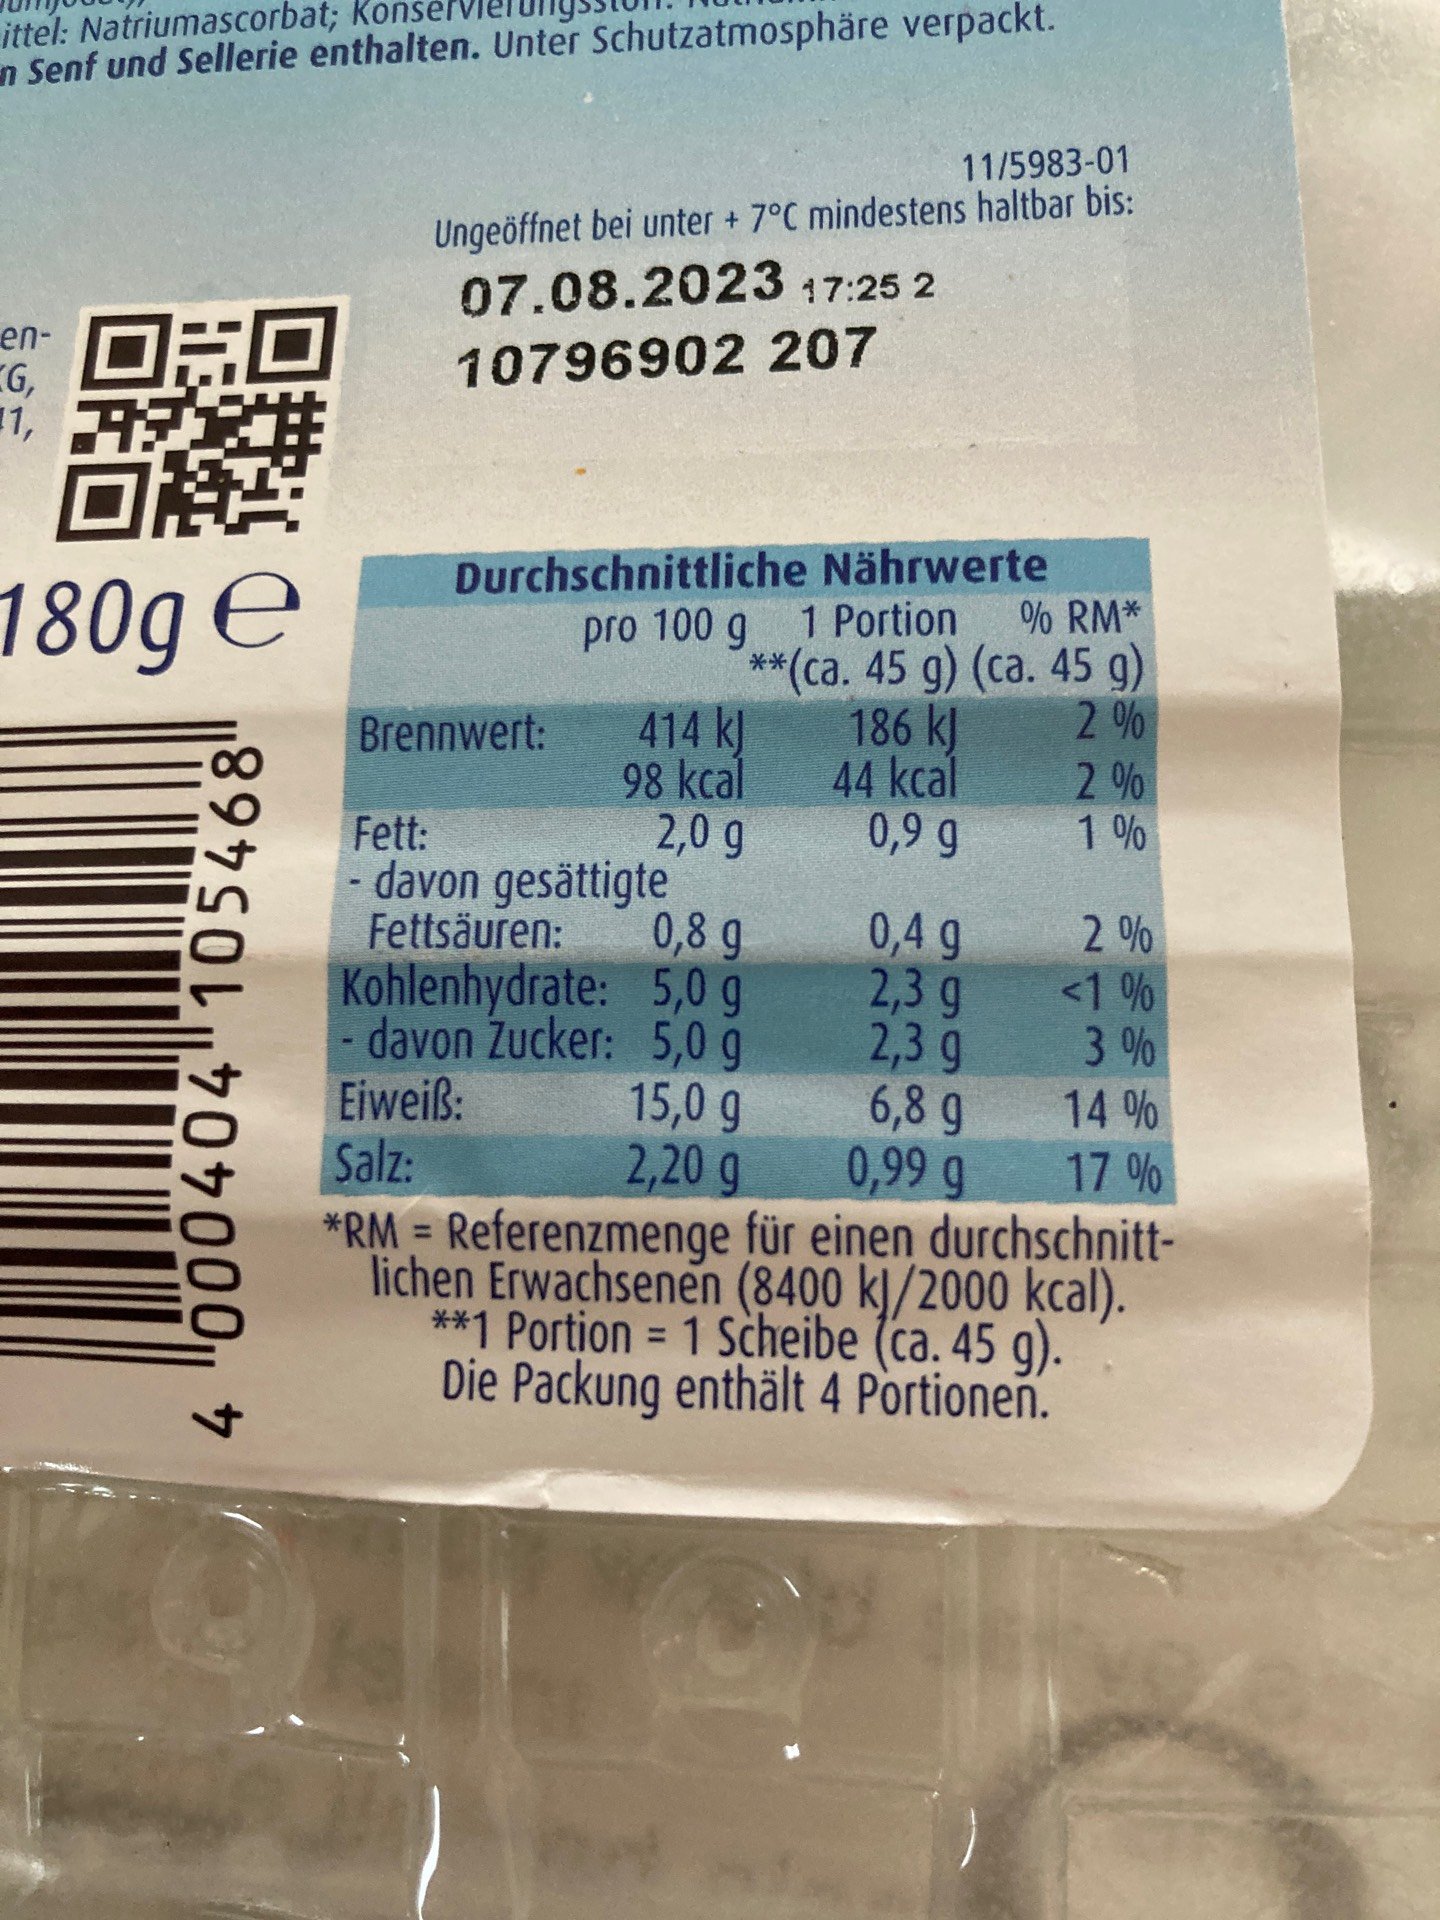 ittel: Natriumascorbat;
n Senf und Sellerie enthalten. Unter Schutzatmosphäre verpackt.
11/5983-01
Ungeöffnet bei unter + 7°C mindestens haltbar bis:
07.08.2023 17:25 2
10796902 207
en-
KG,
11,
180g e
4 000404 105468
Durchschnittliche Nährwerte
pro 100 g 1 Portion % RM*
**(ca. 45 g) (ca. 45 g)
Brennwert: 414 kJ 186 kJ 2 %
98 kcal 44 kcal 2 %
Fett: 2,0 g 0,9 g 1 %
- davon gesättigte
Fettsäuren: 0,8 g 0,4 g 2 %
Kohlenhydrate: 5,0 g 2,3 g <1 %
- davon Zucker: 5,0 g 2,3 g 3 %
Eiweiß: 15,0 g 6,8 g 14 %
Salz: 2,20 g 0,99 g 17 %
*RM = Referenzmenge für einen durchschnitt-
lichen Erwachsenen (8400 kJ/2000 kcal).
**1 Portion = 1 Scheibe (ca. 45 g).
Die Packung enthält 4 Portionen.